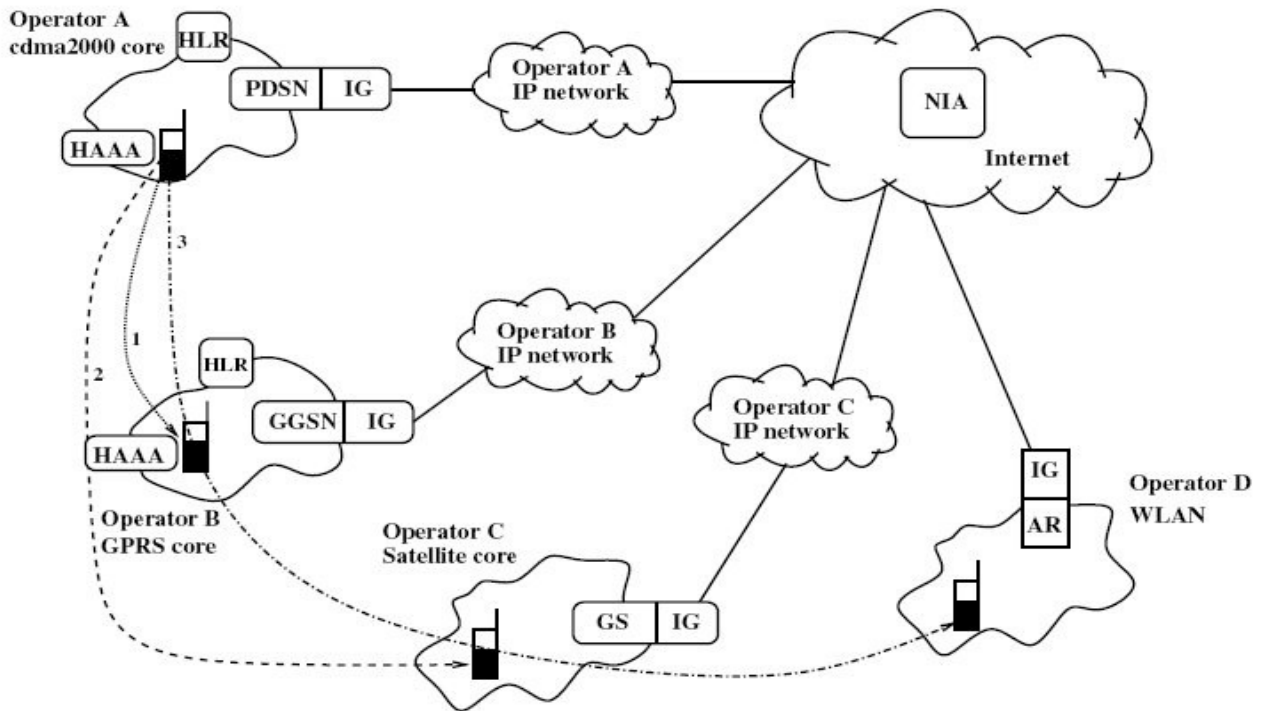 Operator A
cdma2000 core
HLR
PDSN IG
HAAA
Operator A
IP network
NIA
Internet
3
1
2
Operator B
IP network
HLR
GGSN IG
HAAA
Operator B
GPRS core
Operator C
IP network
Operator C
Satellite core
GS IG
IG
AR
Operator D
WLAN